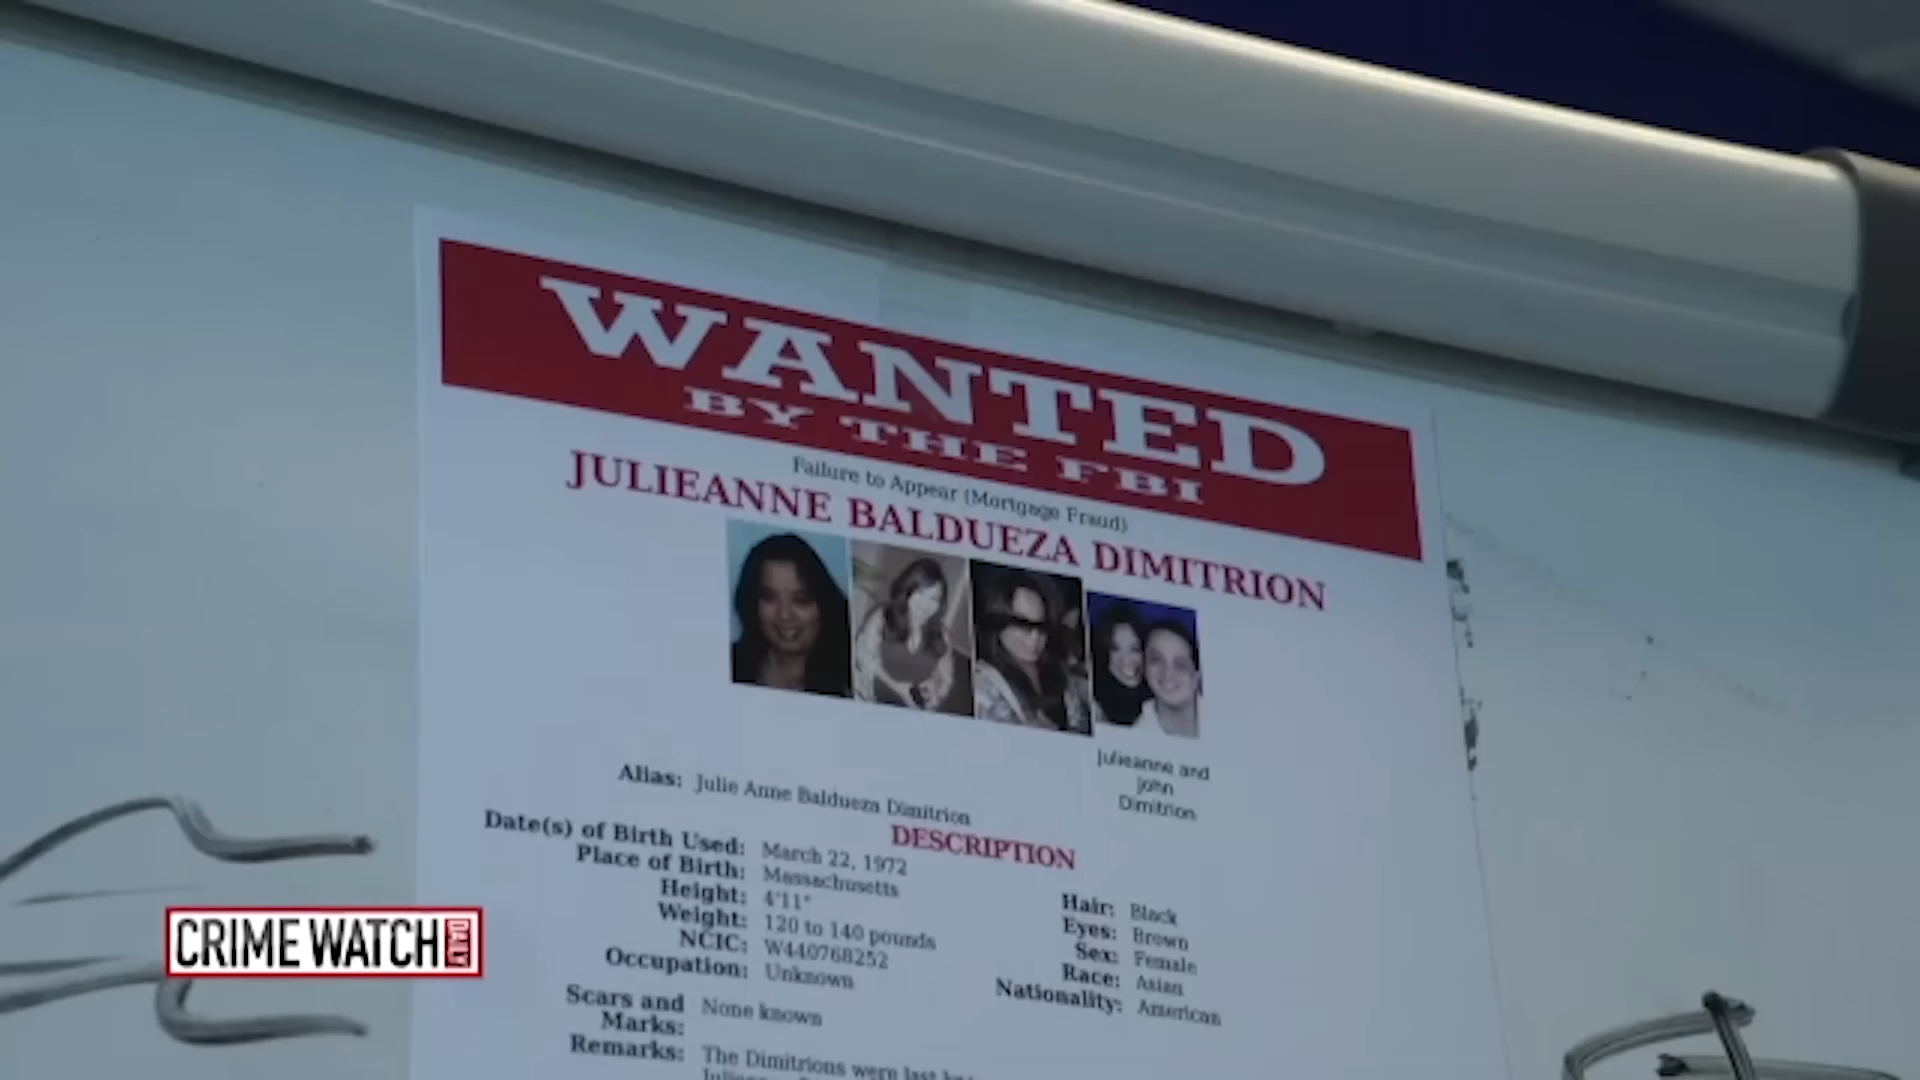 WANTED
BY THE FBI
Failure to Appear (Mortgage Fraud)
JULIEANNE BALDUEZA DIMITRION
Julieanne and
John
Dimitrion
Alias: Julie Anne Baldueza Dimitrion
DESCRIPTION
Date(s) of Birth Used: March 22, 1972
Place of Birth: Massachusetts
Height: 4'11"
Weight: 120 to 140 pounds
NCIC: W440768252
Occupation: Unknown
Hair: Black
Eyes: Brown
Sex: Female
Race: Asian
Nationality: American
Scars and
Marks: None known
Remarks: The Dimitrions were last
CRIME WATCH DAILY